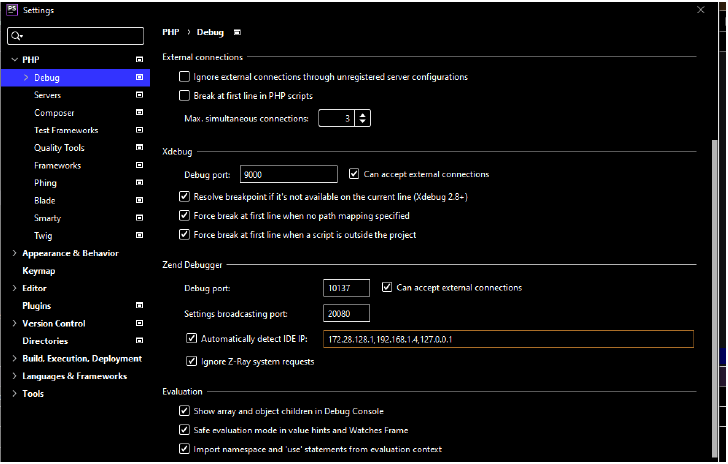 PS Settings
PHP › Debug
PHP
Debug
Servers
Composer
Test Frameworks
Quality Tools
Frameworks
Phing
Blade
Smarty
Twig
Appearance & Behavior
Keymap
Editor
Plugins
Version Control
Directories
Build, Execution, Deployment
Languages & Frameworks
Tools
External connections
Ignore external connections through unregistered server configurations
Break at first line in PHP scripts
Max. simultaneous connections: 3
Xdebug
Debug port: 9000 Can accept external connections
Resolve breakpoint if it's not available on the current line (Xdebug 2.8+)
Force break at first line when no path mapping specified
Force break at first line when a script is outside the project
Zend Debugger
Debug port: 10137 Can accept external connections
Settings broadcasting port: 20080
Automatically detect IDE IP: 172.28.128.1,192.168.1.4,127.0.0.1
Ignore Z-Ray system requests
Evaluation
Show array and object children in Debug Console
Safe evaluation mode in value hints and Watches Frame
Import namespace and 'use' statements from evaluation context